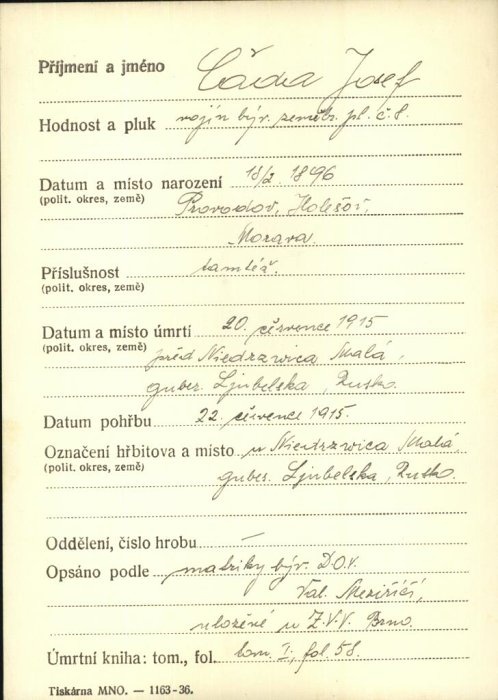 Příjmení a jméno Čáda Josef
Hodnost a pluk vojín býv. zeměbr. pl. č. 8.
Datum a místo narození 18/2. 1896
(polit. okres, země) Provodov, Holešov,
Morava.
Příslušnost tamtéž.
(polit. okres, země)
Datum a místo úmrtí 20. července 1915
(polit. okres, země) před Niedrzwica Malá,
guber. Ljubelska, Rusko.
Datum pohřbu 22. července 1915.
Označení hřbitova a místo u Niedrzwica Malá,
(polit. okres, země) guber. Ljubelska, Rusko.
Oddělení, číslo hrobu —
Opsáno podle matriky býv. D.O.V.
Val. Meziříčí,
uložené u Z.V.V. Brno.
Úmrtní kniha: tom., fol. tom. I., fol. 58.
Tiskárna MNO. — 1163-36.